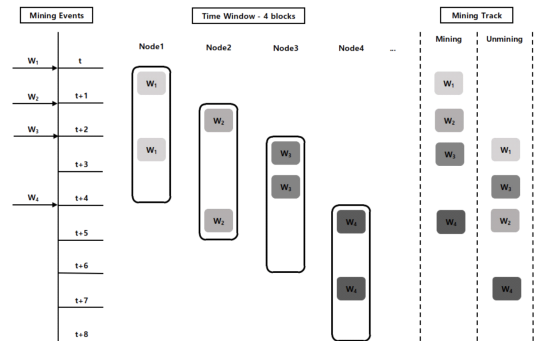 Mining Events
Time Window - 4 blocks
Mining Track
Node1
Node2
Node3
Node4
...
Mining
Unmining
W₁
t
W₁
W₁
W₂
t+1
W₂
W₂
W₃
t+2
W₁
W₃
W₃
W₁
t+3
W₃
W₃
W₄
t+4
W₂
W₄
W₄
W₂
t+5
t+6
W₄
W₄
t+7
t+8